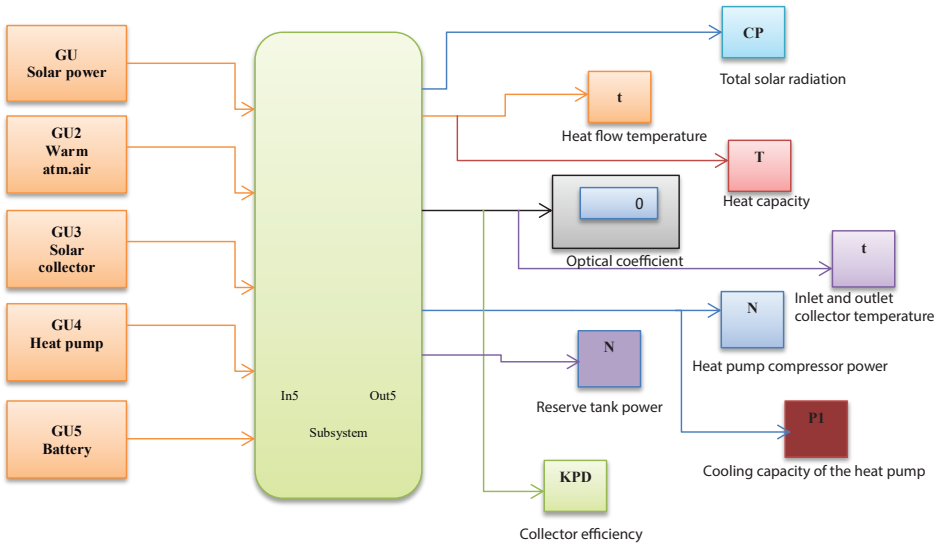 GU
Solar power
GU2
Warm
atm.air
GU3
Solar
collector
GU4
Heat pump
GU5
Battery
In5
Out5
Subsystem
CP
Total solar radiation
t
Heat flow temperature
T
Heat capacity
0
Optical coefficient
t
Inlet and outlet
collector temperature
N
Heat pump compressor power
N
Reserve tank power
P1
Cooling capacity of the heat pump
KPD
Collector efficiency